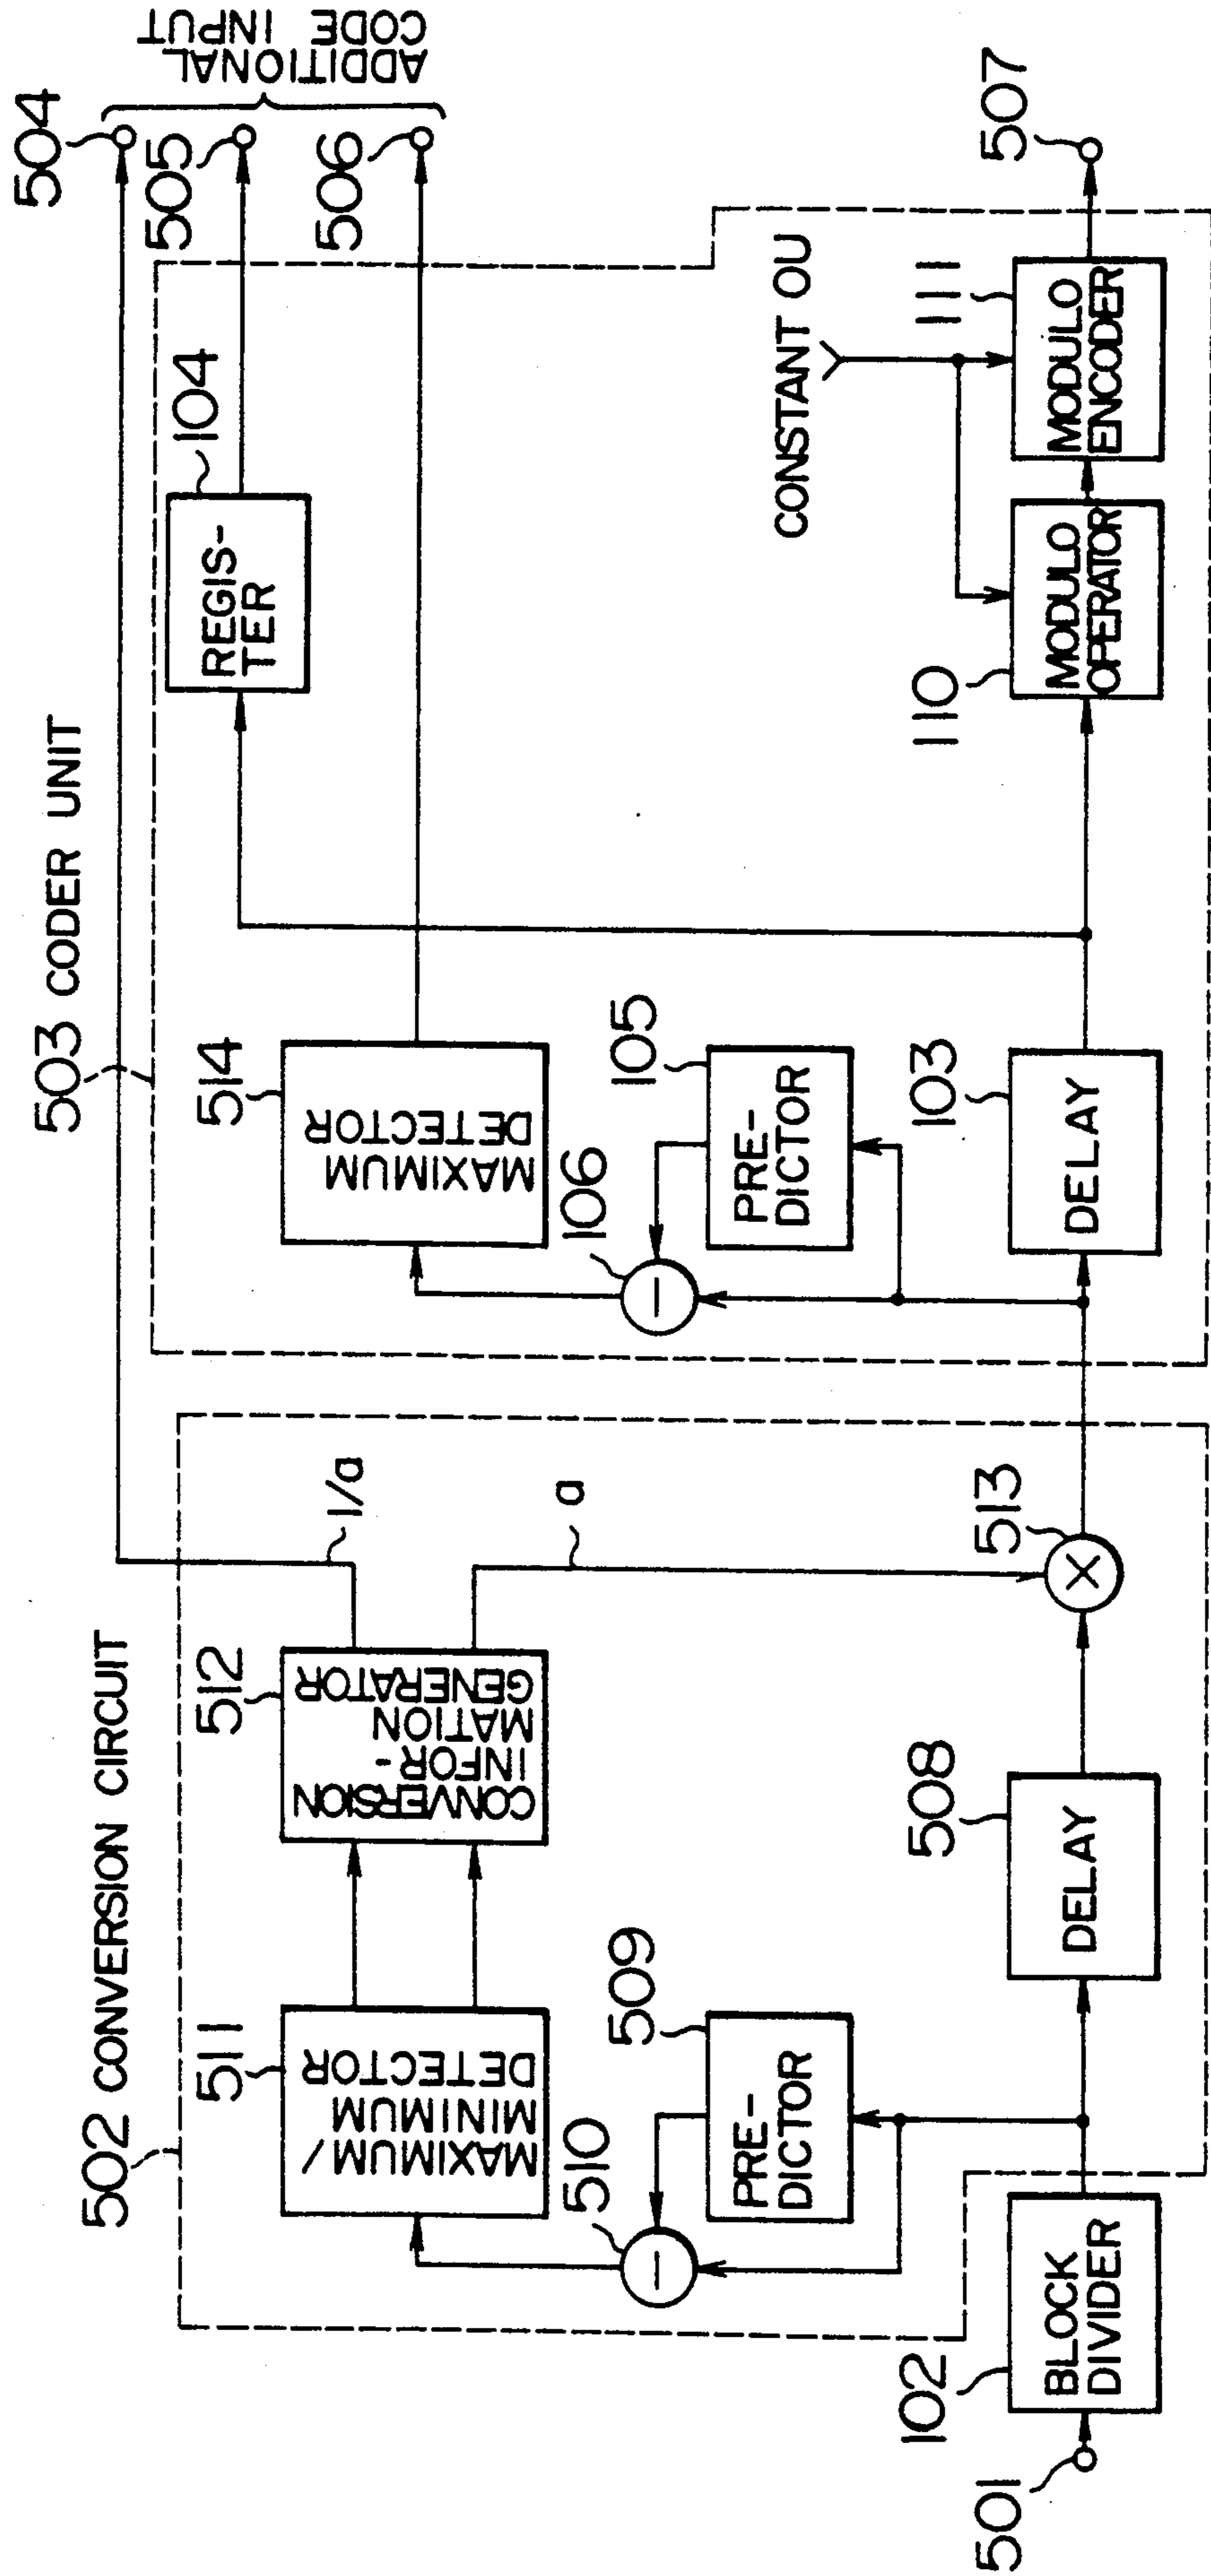 502 CONVERSION CIRCUIT
503 CODER UNIT
504
505
506
ADDITIONAL
CODE INPUT
511
MAXIMUM/
MINIMUM
DETECTOR
512
CONVERSION
INFOR-
MATION
GENERATOR
1/a
a
514
MAXIMUM
DETECTOR
104
REGIS-
TER
510
509
PRE-
DICTOR
106
105
PRE-
DICTOR
CONSTANT OU
501
102
BLOCK
DIVIDER
508
DELAY
513
103
DELAY
110
MODULO
OPERATOR
111
MODULO
ENCODER
507